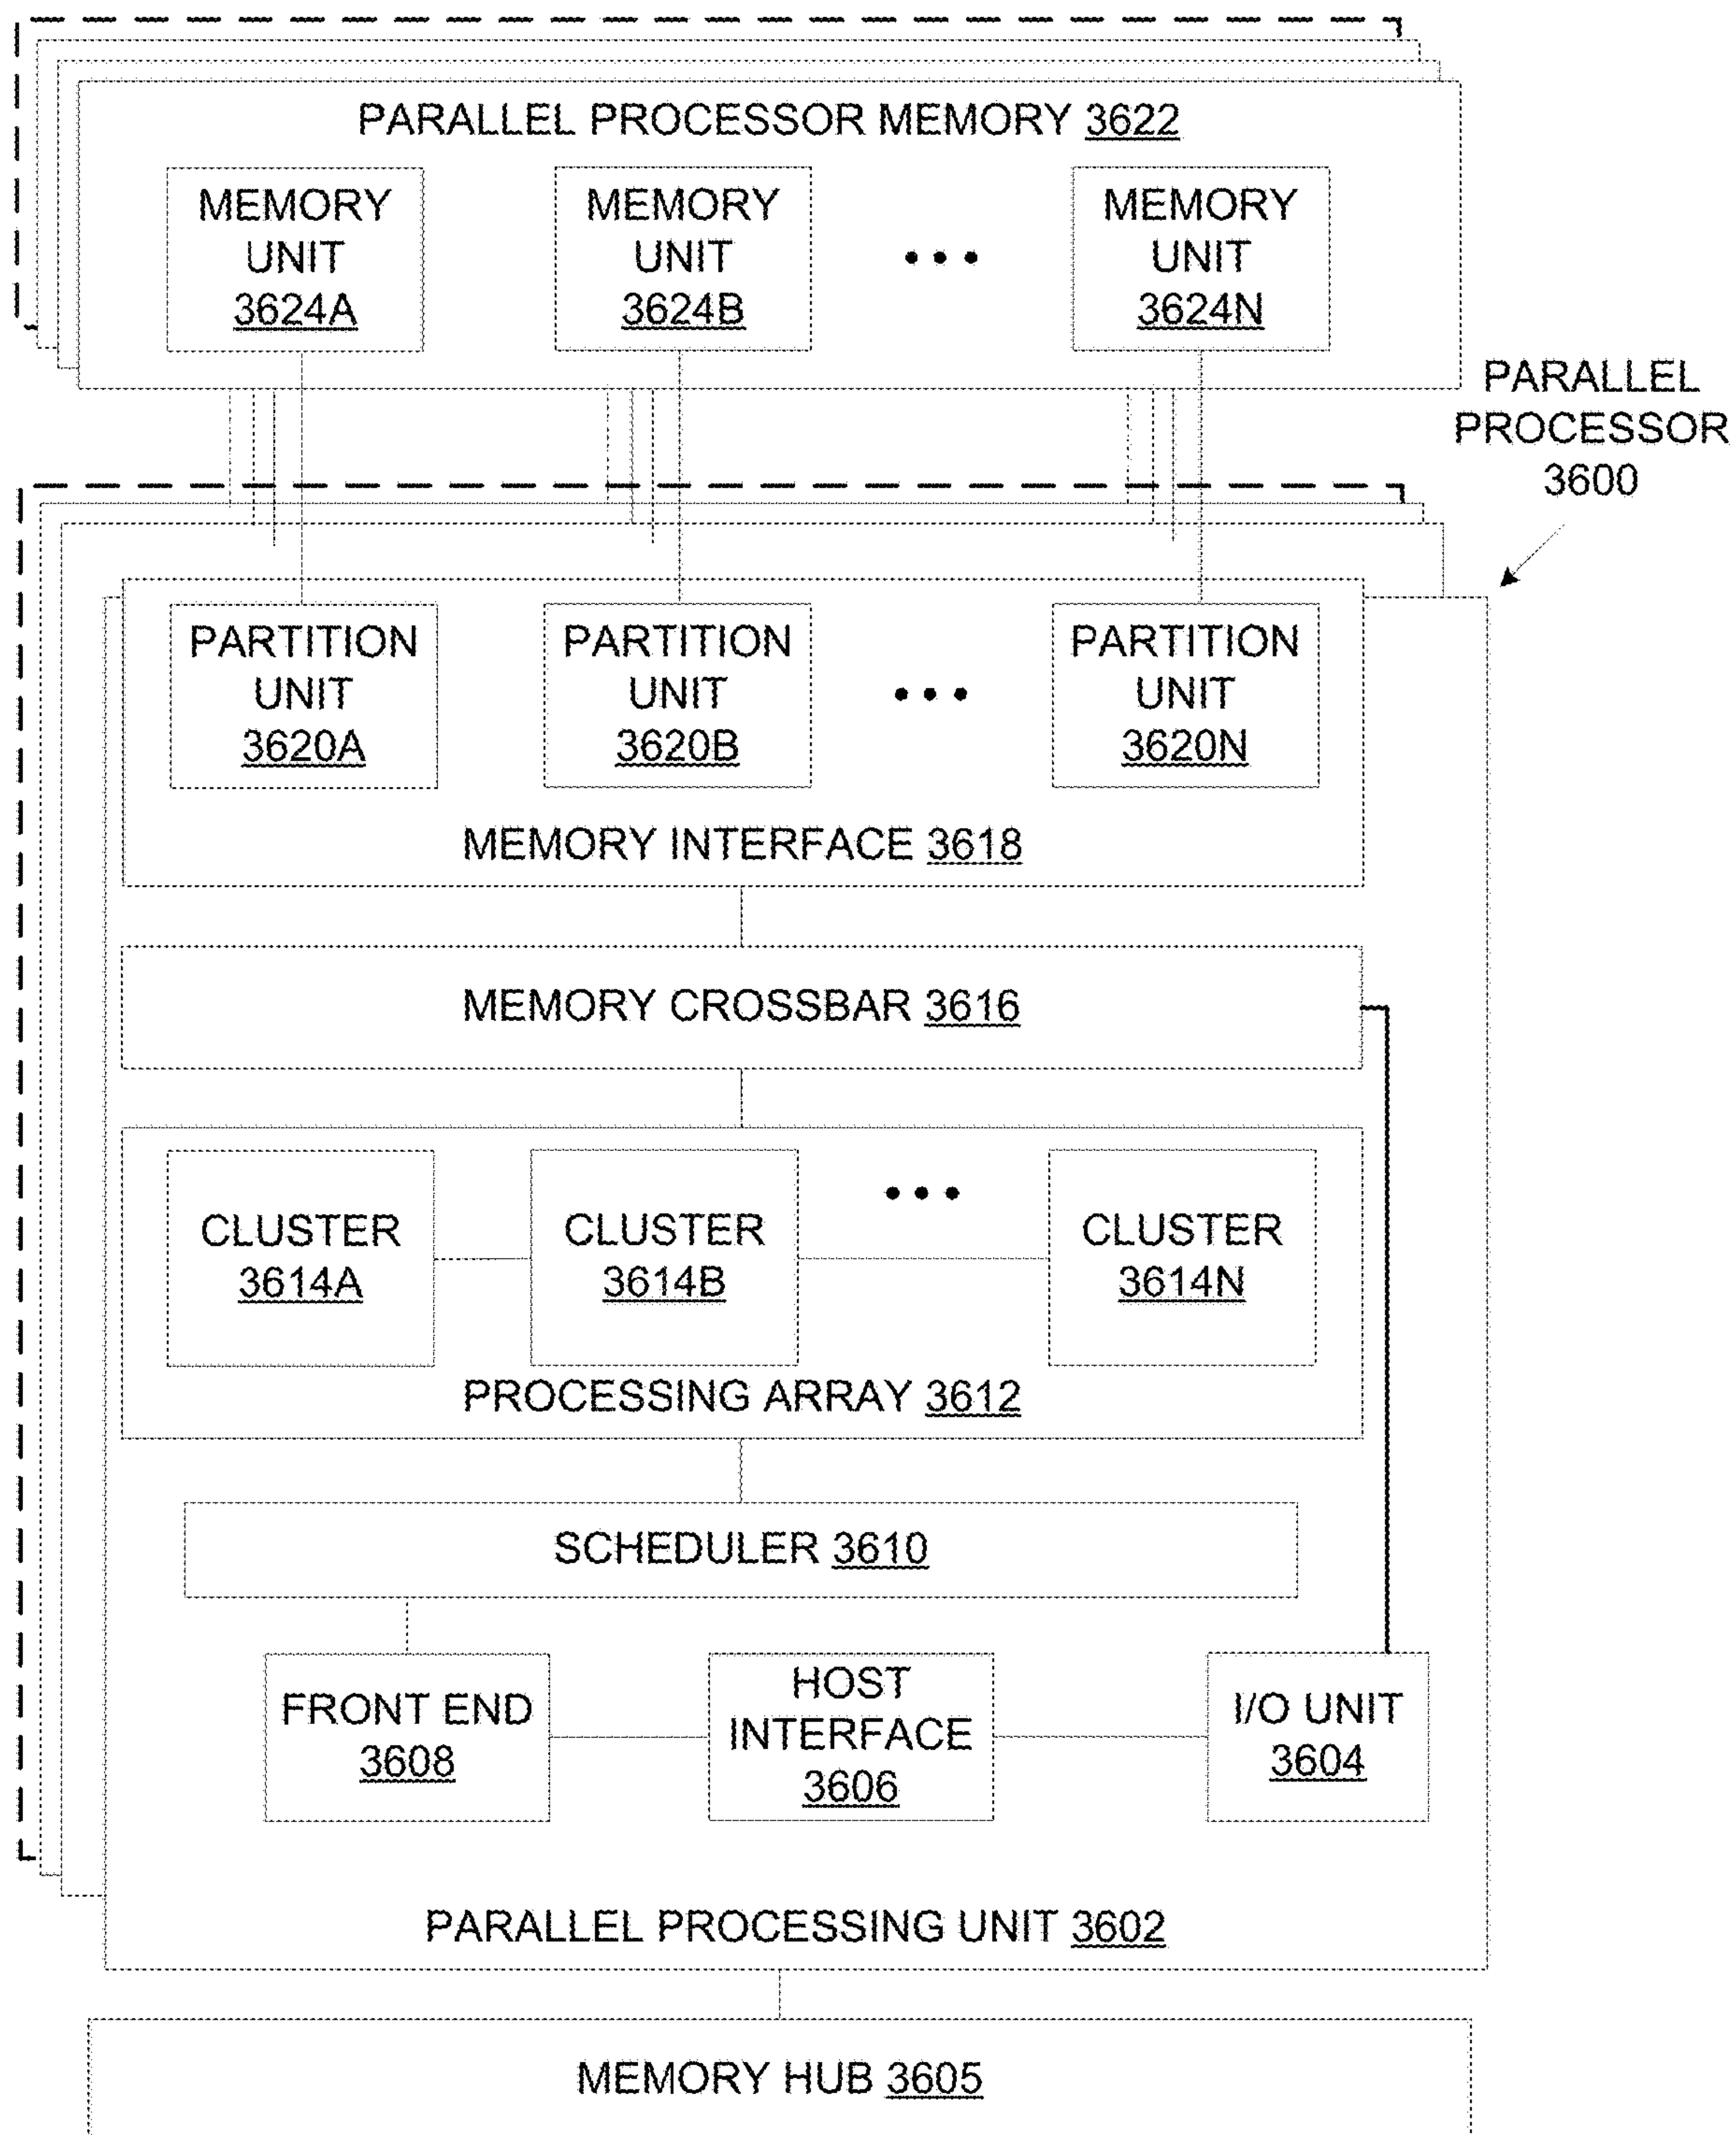 PARALLEL PROCESSOR MEMORY 3622
MEMORY
UNIT
3624A
MEMORY
UNIT
3624B
•••
MEMORY
UNIT
3624N
PARALLEL
PROCESSOR
3600
PARTITION
UNIT
3620A
PARTITION
UNIT
3620B
•••
PARTITION
UNIT
3620N
MEMORY INTERFACE 3618
MEMORY CROSSBAR 3616
CLUSTER
3614A
CLUSTER
3614B
•••
CLUSTER
3614N
PROCESSING ARRAY 3612
SCHEDULER 3610
FRONT END
3608
HOST
INTERFACE
3606
I/O UNIT
3604
PARALLEL PROCESSING UNIT 3602
MEMORY HUB 3605